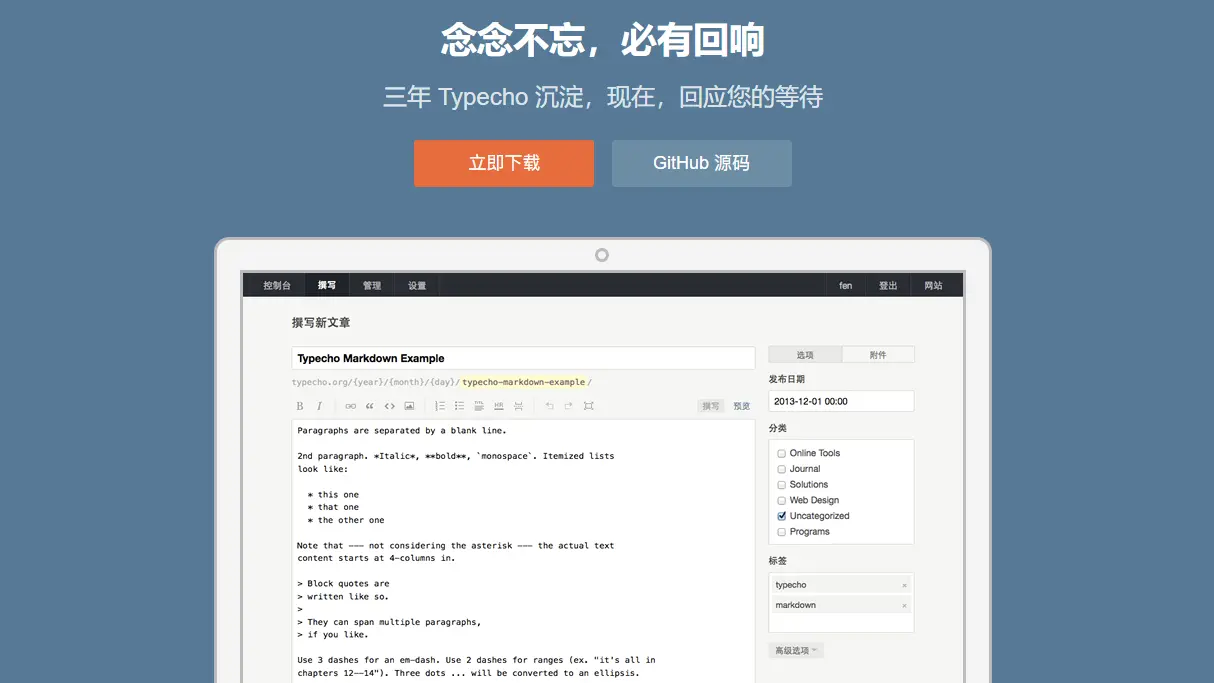 念念不忘，必有回响
三年 Typecho 沉淀，现在，回应您的等待
立即下载
GitHub 源码
控制台 撰写 管理 设置 fen 登出 网站
撰写新文章
Typecho Markdown Example
typecho.org/{year}/{month}/{day}/typecho-markdown-example/
撰写 预览
Paragraphs are separated by a blank line.
2nd paragraph. *Italic*, **bold**, `monospace`. Itemized lists
look like:
* this one
* that one
* the other one
Note that --- not considering the asterisk --- the actual text
content starts at 4-columns in.
> Block quotes are
> written like so.
>
> They can span multiple paragraphs,
> if you like.
Use 3 dashes for an em-dash. Use 2 dashes for ranges (ex. "it's all in
chapters 12--14"). Three dots ... will be converted to an ellipsis.
选项 附件
发布日期
2013-12-01 00:00
分类
Online Tools
Journal
Solutions
Web Design
Uncategorized
Programs
标签
typecho ×
markdown ×
高级选项